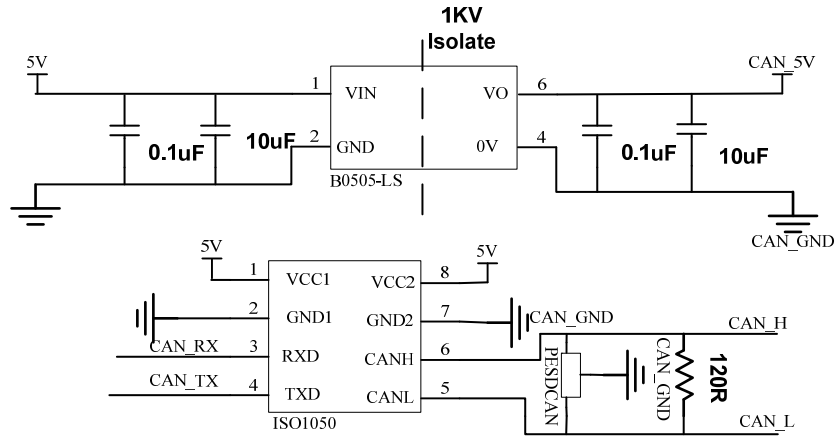 1KV
Isolate
5V
CAN_5V
1
6
VIN
VO
0.1uF
10uF
2
GND
4
0V
0.1uF
10uF
B0505-LS
CAN_GND
5V
5V
1
VCC1
VCC2
8
2
GND1
GND2
7
CAN_GND
CAN_H
CAN_RX
3
RXD
CANH
6
CAN_TX
4
TXD
CANL
5
PESDCAN
CAN_GND
120R
CAN_L
ISO1050